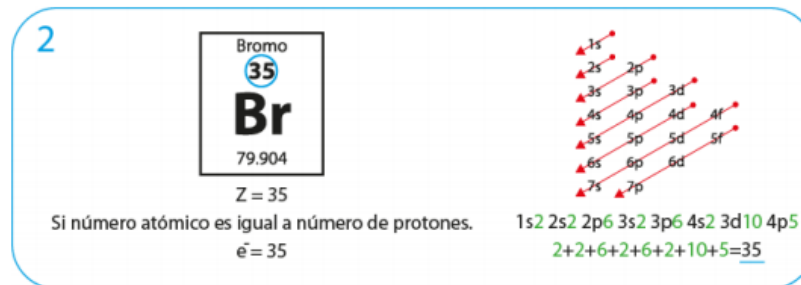 2
Bromo
35
Br
79.904
Z = 35
Si número atómico es igual a número de protones.
e⁻= 35
1s
2s 2p
3s 3p 3d
4s 4p 4d 4f
5s 5p 5d 5f
6s 6p 6d
7s 7p
1s2 2s2 2p6 3s2 3p6 4s2 3d10 4p5
2+2+6+2+6+2+10+5=35